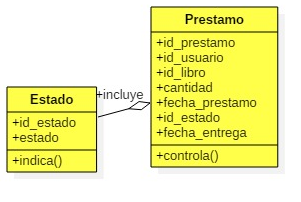 Prestamo
+id_prestamo
+id_usuario
+id_libro
+cantidad
+fecha_prestamo
+id_estado
+fecha_entrega
+controla()
+incluye
Estado
+id_estado
+estado
+indica()